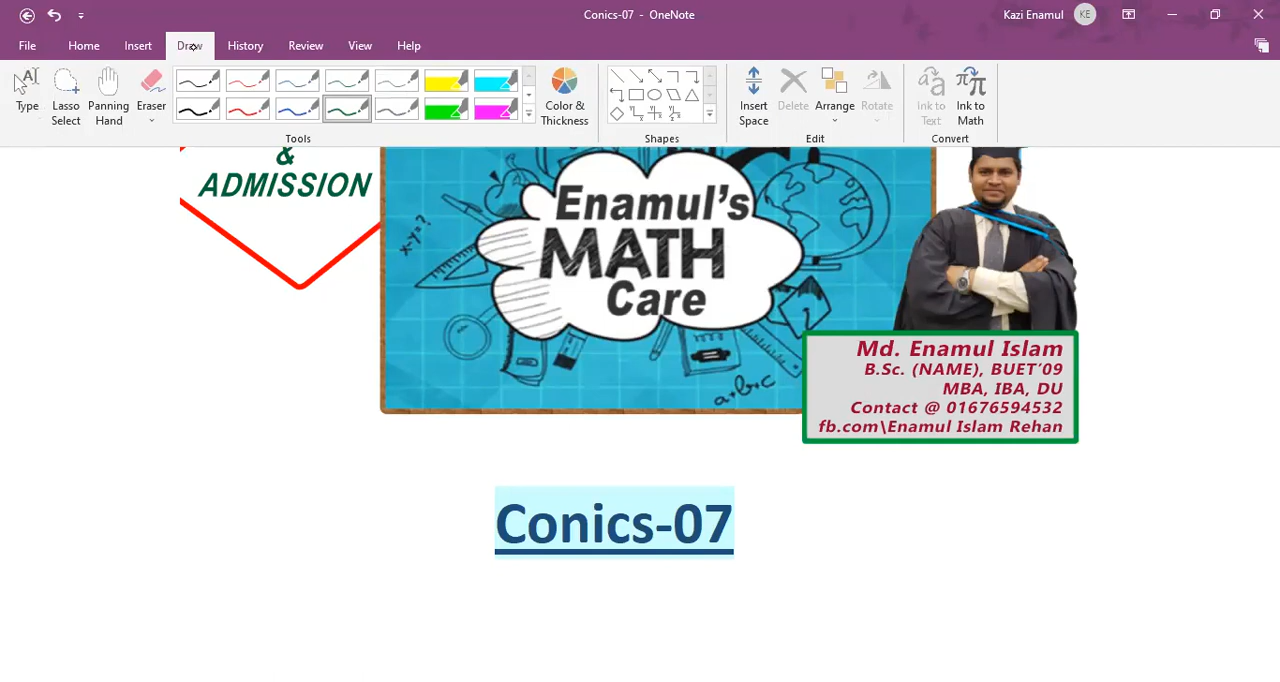 Conics-07 - OneNote
Kazi Enamul KE
File Home Insert Draw History Review View Help
Type
Lasso Select
Panning Hand
Eraser
Color & Thickness
Insert Space
Delete
Arrange
Rotate
Ink to Text
Ink to Math
Tools
Shapes
Edit
Convert
&
ADMISSION
x-y=?
Enamul's
MATH
Care
a+b+c
Md. Enamul Islam
B.Sc. (NAME), BUET'09
MBA, IBA, DU
Contact @ 01676594532
fb.com\Enamul Islam Rehan
Conics-07